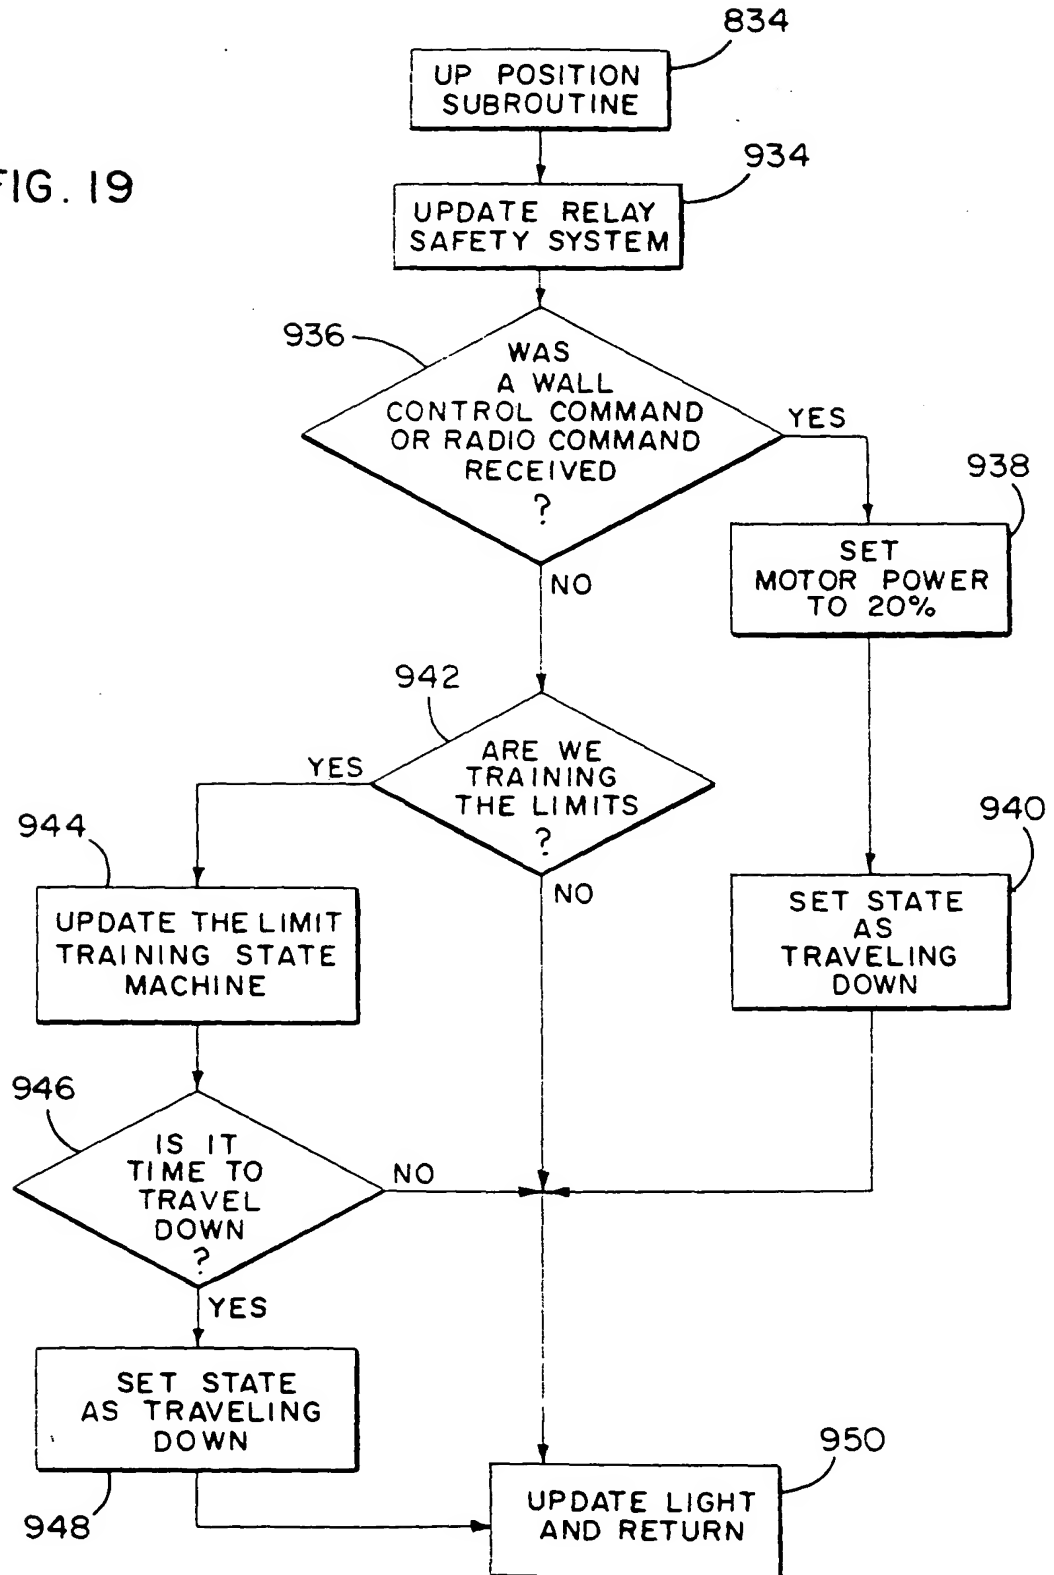 834
UP POSITION
SUBROUTINE
FIG. 19
934
UPDATE RELAY
SAFETY SYSTEM
936
WAS
A WALL
CONTROL COMMAND
OR RADIO COMMAND
RECEIVED
?
YES
NO
938
SET
MOTOR POWER
TO 20%
942
ARE WE
TRAINING
THE LIMITS
?
YES
NO
940
SET STATE
AS
TRAVELING
DOWN
944
UPDATE THE LIMIT
TRAINING STATE
MACHINE
946
IS IT
TIME TO
TRAVEL
DOWN
?
NO
YES
SET STATE
AS TRAVELING
DOWN
948
950
UPDATE LIGHT
AND RETURN